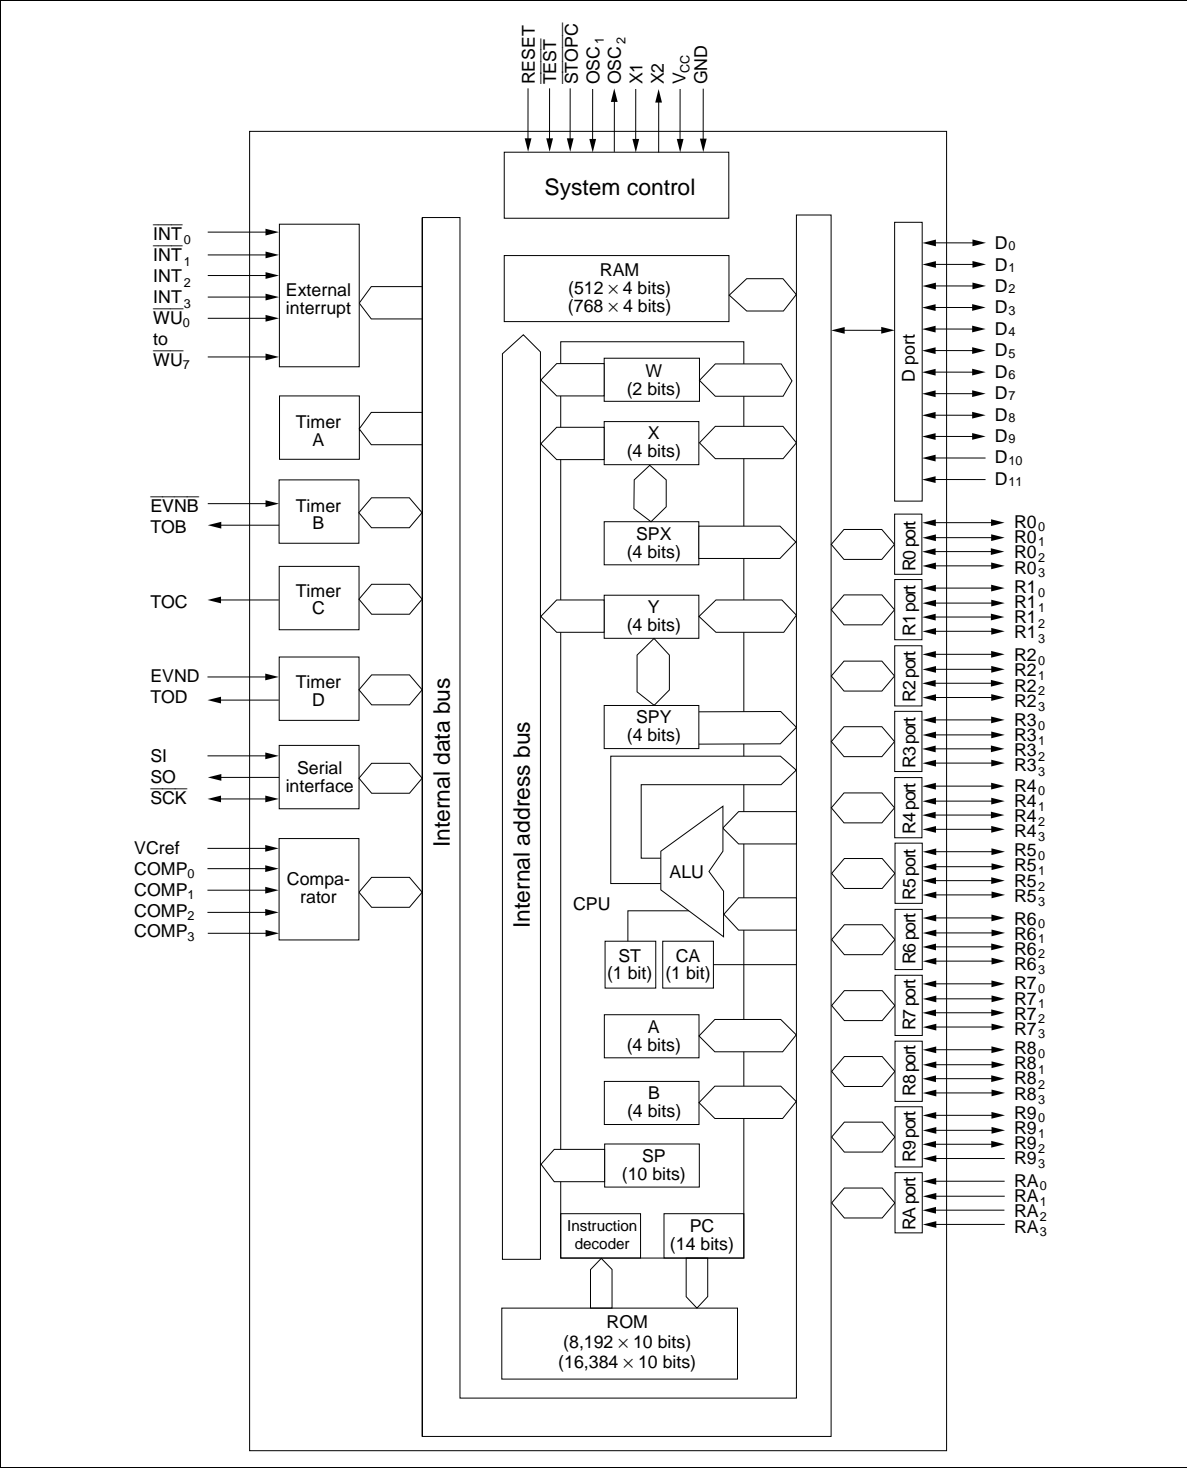 RESET
TEST
STOPC
OSC1
OSC2
X1
X2
VCC
GND
System control
INT0
INT1
INT2
INT3
WU0
to
WU7
External
interrupt
Timer
A
EVNB
TOB
Timer
B
TOC
Timer
C
EVND
TOD
Timer
D
SI
SO
SCK
Serial
interface
VCref
COMP0
COMP1
COMP2
COMP3
Compa-
rator
Internal data bus
Internal address bus
RAM
(512 × 4 bits)
(768 × 4 bits)
W
(2 bits)
X
(4 bits)
SPX
(4 bits)
Y
(4 bits)
SPY
(4 bits)
ALU
CPU
ST
(1 bit)
CA
(1 bit)
A
(4 bits)
B
(4 bits)
SP
(10 bits)
Instruction
decoder
PC
(14 bits)
ROM
(8,192 × 10 bits)
(16,384 × 10 bits)
D port
D0
D1
D2
D3
D4
D5
D6
D7
D8
D9
D10
D11
R0 port
R00
R01
R02
R03
R1 port
R10
R11
R12
R13
R2 port
R20
R21
R22
R23
R3 port
R30
R31
R32
R33
R4 port
R40
R41
R42
R43
R5 port
R50
R51
R52
R53
R6 port
R60
R61
R62
R63
R7 port
R70
R71
R72
R73
R8 port
R80
R81
R82
R83
R9 port
R90
R91
R92
R93
RA port
RA0
RA1
RA2
RA3